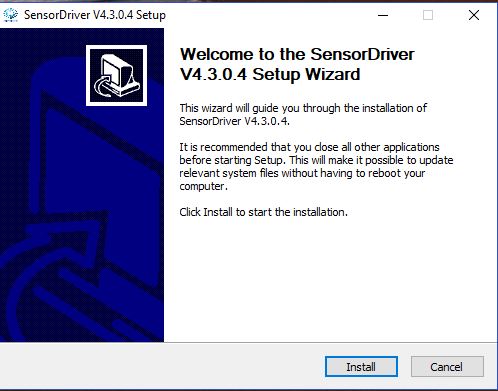 SensorDriver V4.3.0.4 Setup
Welcome to the SensorDriver
V4.3.0.4 Setup Wizard
This wizard will guide you through the installation of
SensorDriver V4.3.0.4.
It is recommended that you close all other applications
before starting Setup. This will make it possible to update
relevant system files without having to reboot your
computer.
Click Install to start the installation.
Install
Cancel